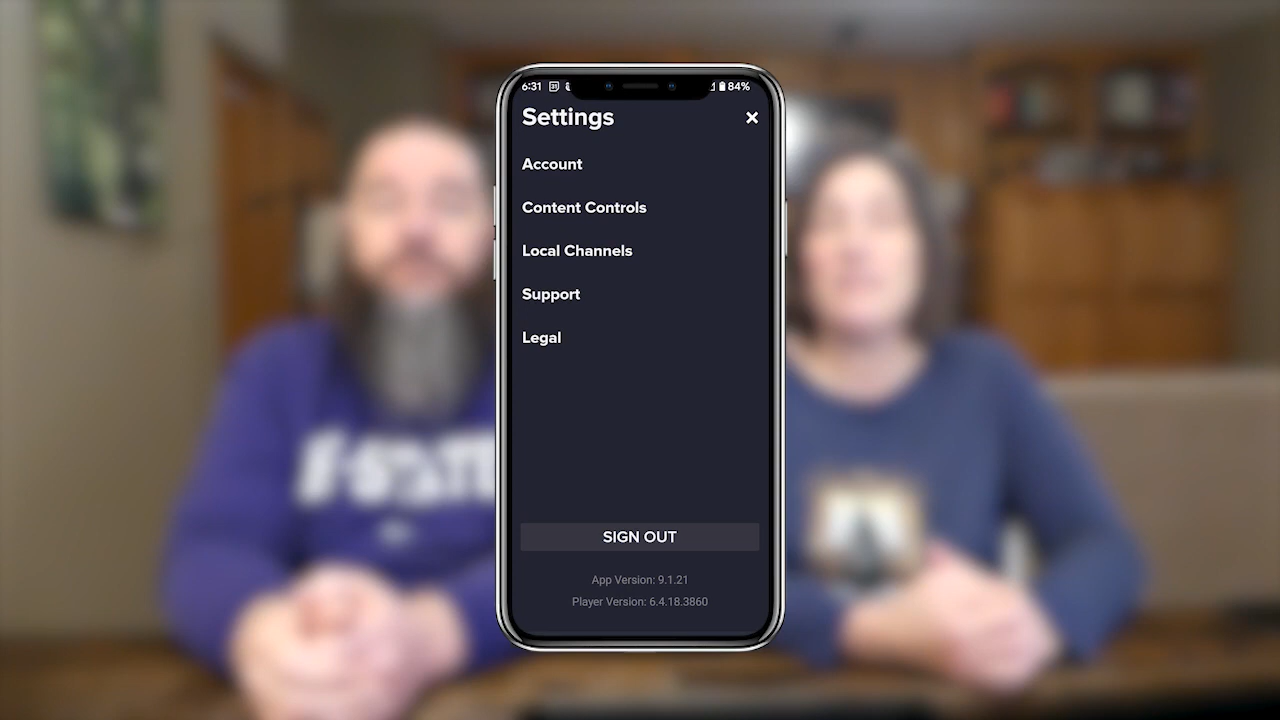 6:31
84%
Settings
Account
Content Controls
Local Channels
Support
Legal
SIGN OUT
App Version: 9.1.21
Player Version: 6.4.18.3860